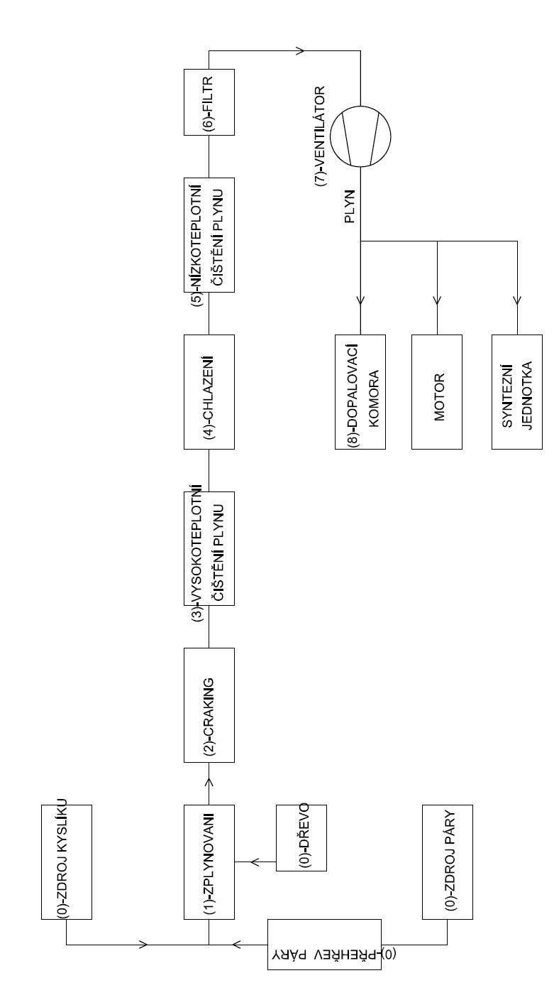 (0)-ZDROJ KYSLÍKU
(1)-ZPLYNOVANI
(0)-DŘEVO
(0)-ZDROJ PÁRY
(0)-PŘEHŘEV PÁRY
(2)-CRAKING
(3)-VYSOKOTEPLOTNÍ
ČIŠTĚNÍ PLYNU
(4)-CHLAZENÍ
(5)-NÍZKOTEPLOTNÍ
ČIŠTĚNÍ PLYNU
(6)-FILTR
(7)-VENTILÁTOR
PLYN
(8)-DOPALOVACÍ
KOMORA
MOTOR
SYNTEZNÍ
JEDNOTKA